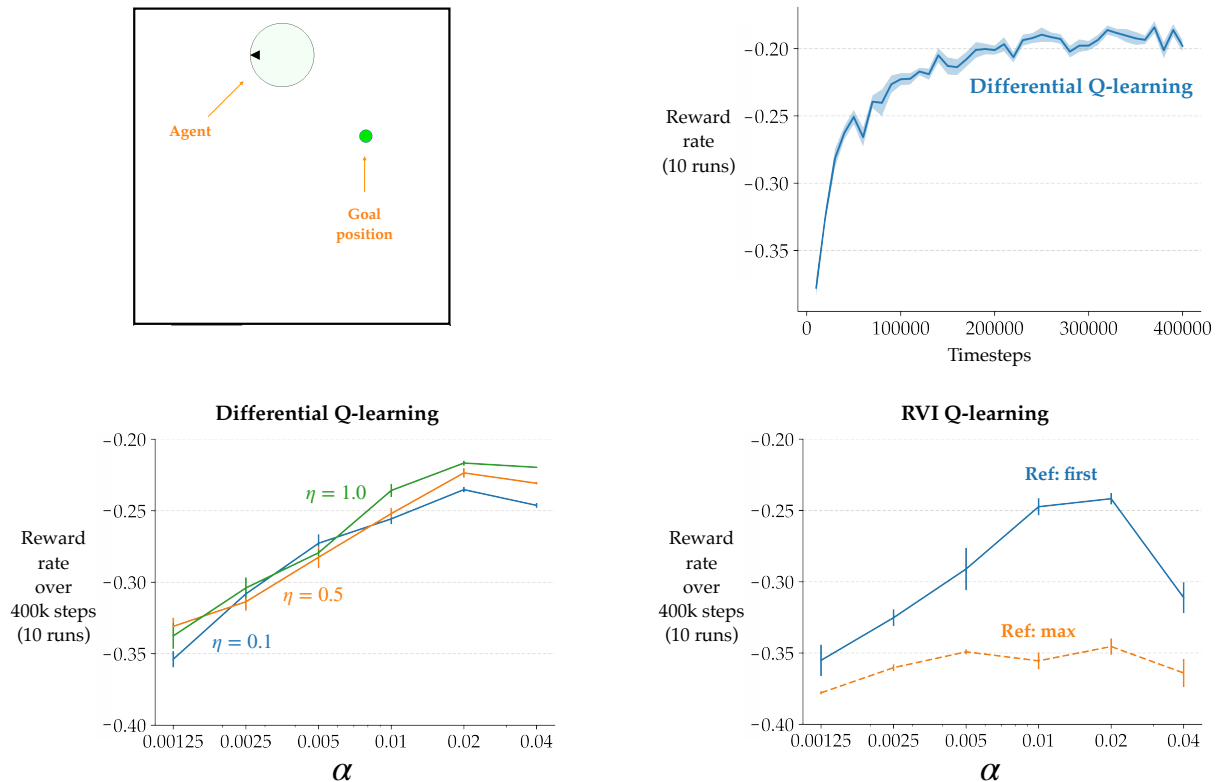 Agent
Goal
position
Reward
rate
(10 runs)
−0.20
−0.25
−0.30
−0.35
Differential Q-learning
0
100000
200000
300000
400000
Timesteps
Differential Q-learning
Reward
rate
over
400k steps
(10 runs)
−0.20
−0.25
−0.30
−0.35
−0.40
η = 1.0
η = 0.5
η = 0.1
0.00125
0.0025
0.005
0.01
0.02
0.04
α
RVI Q-learning
Reward
rate
over
400k steps
(10 runs)
−0.20
−0.25
−0.30
−0.35
−0.40
Ref: first
Ref: max
0.00125
0.0025
0.005
0.01
0.02
0.04
α